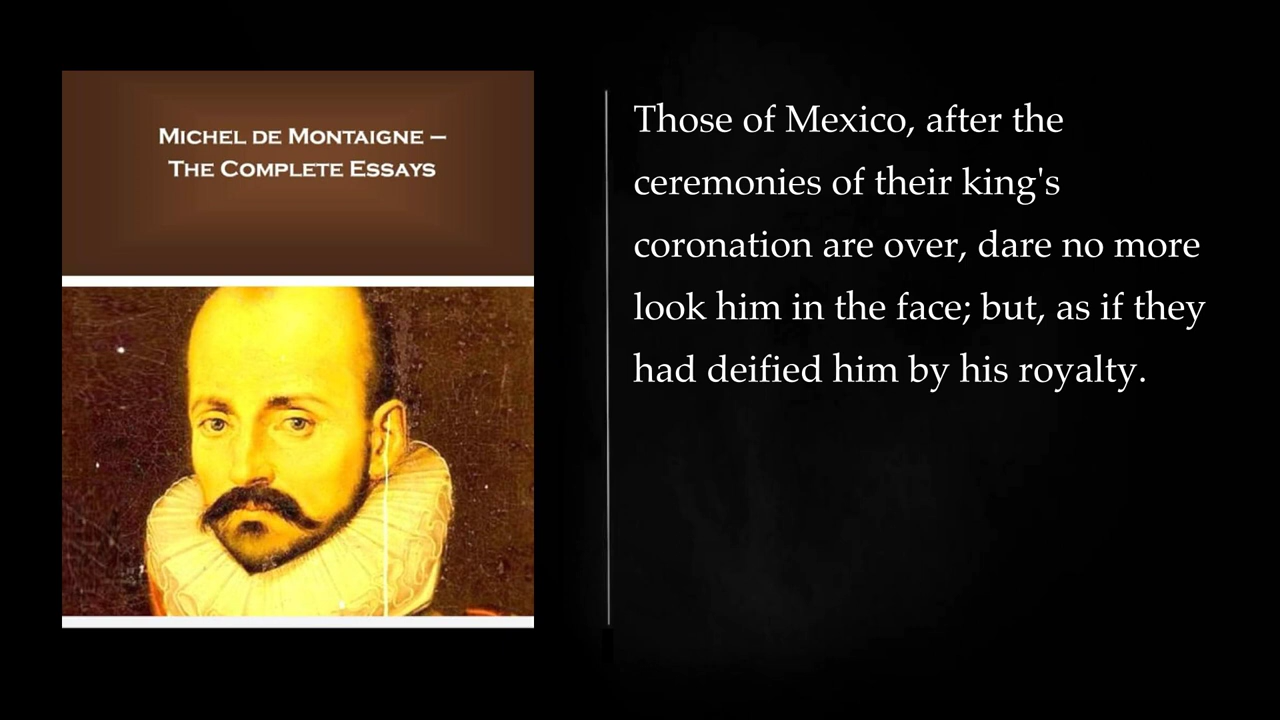 MICHEL DE MONTAIGNE –
THE COMPLETE ESSAYS
Those of Mexico, after the
ceremonies of their king's
coronation are over, dare no more
look him in the face; but, as if they
had deified him by his royalty.